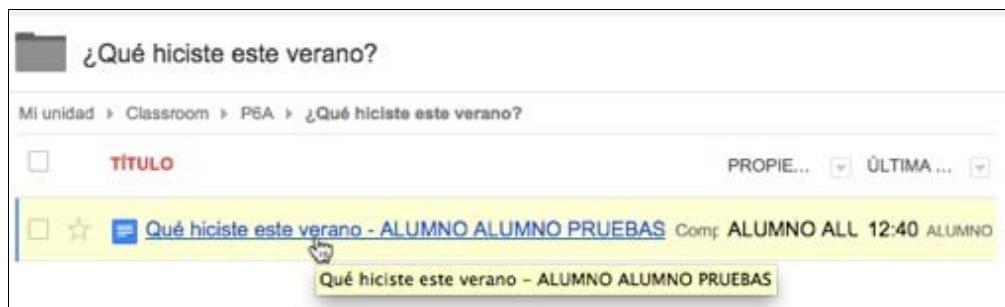 ¿Qué hiciste este verano?
Mi unidad Classroom P6A ¿Qué hiciste este verano?
TÍTULO PROPIE... ÚLTIMA ...
Qué hiciste este verano - ALUMNO ALUMNO PRUEBAS Comp ALUMNO ALL 12:40 ALUMNO
Qué hiciste este verano – ALUMNO ALUMNO PRUEBAS